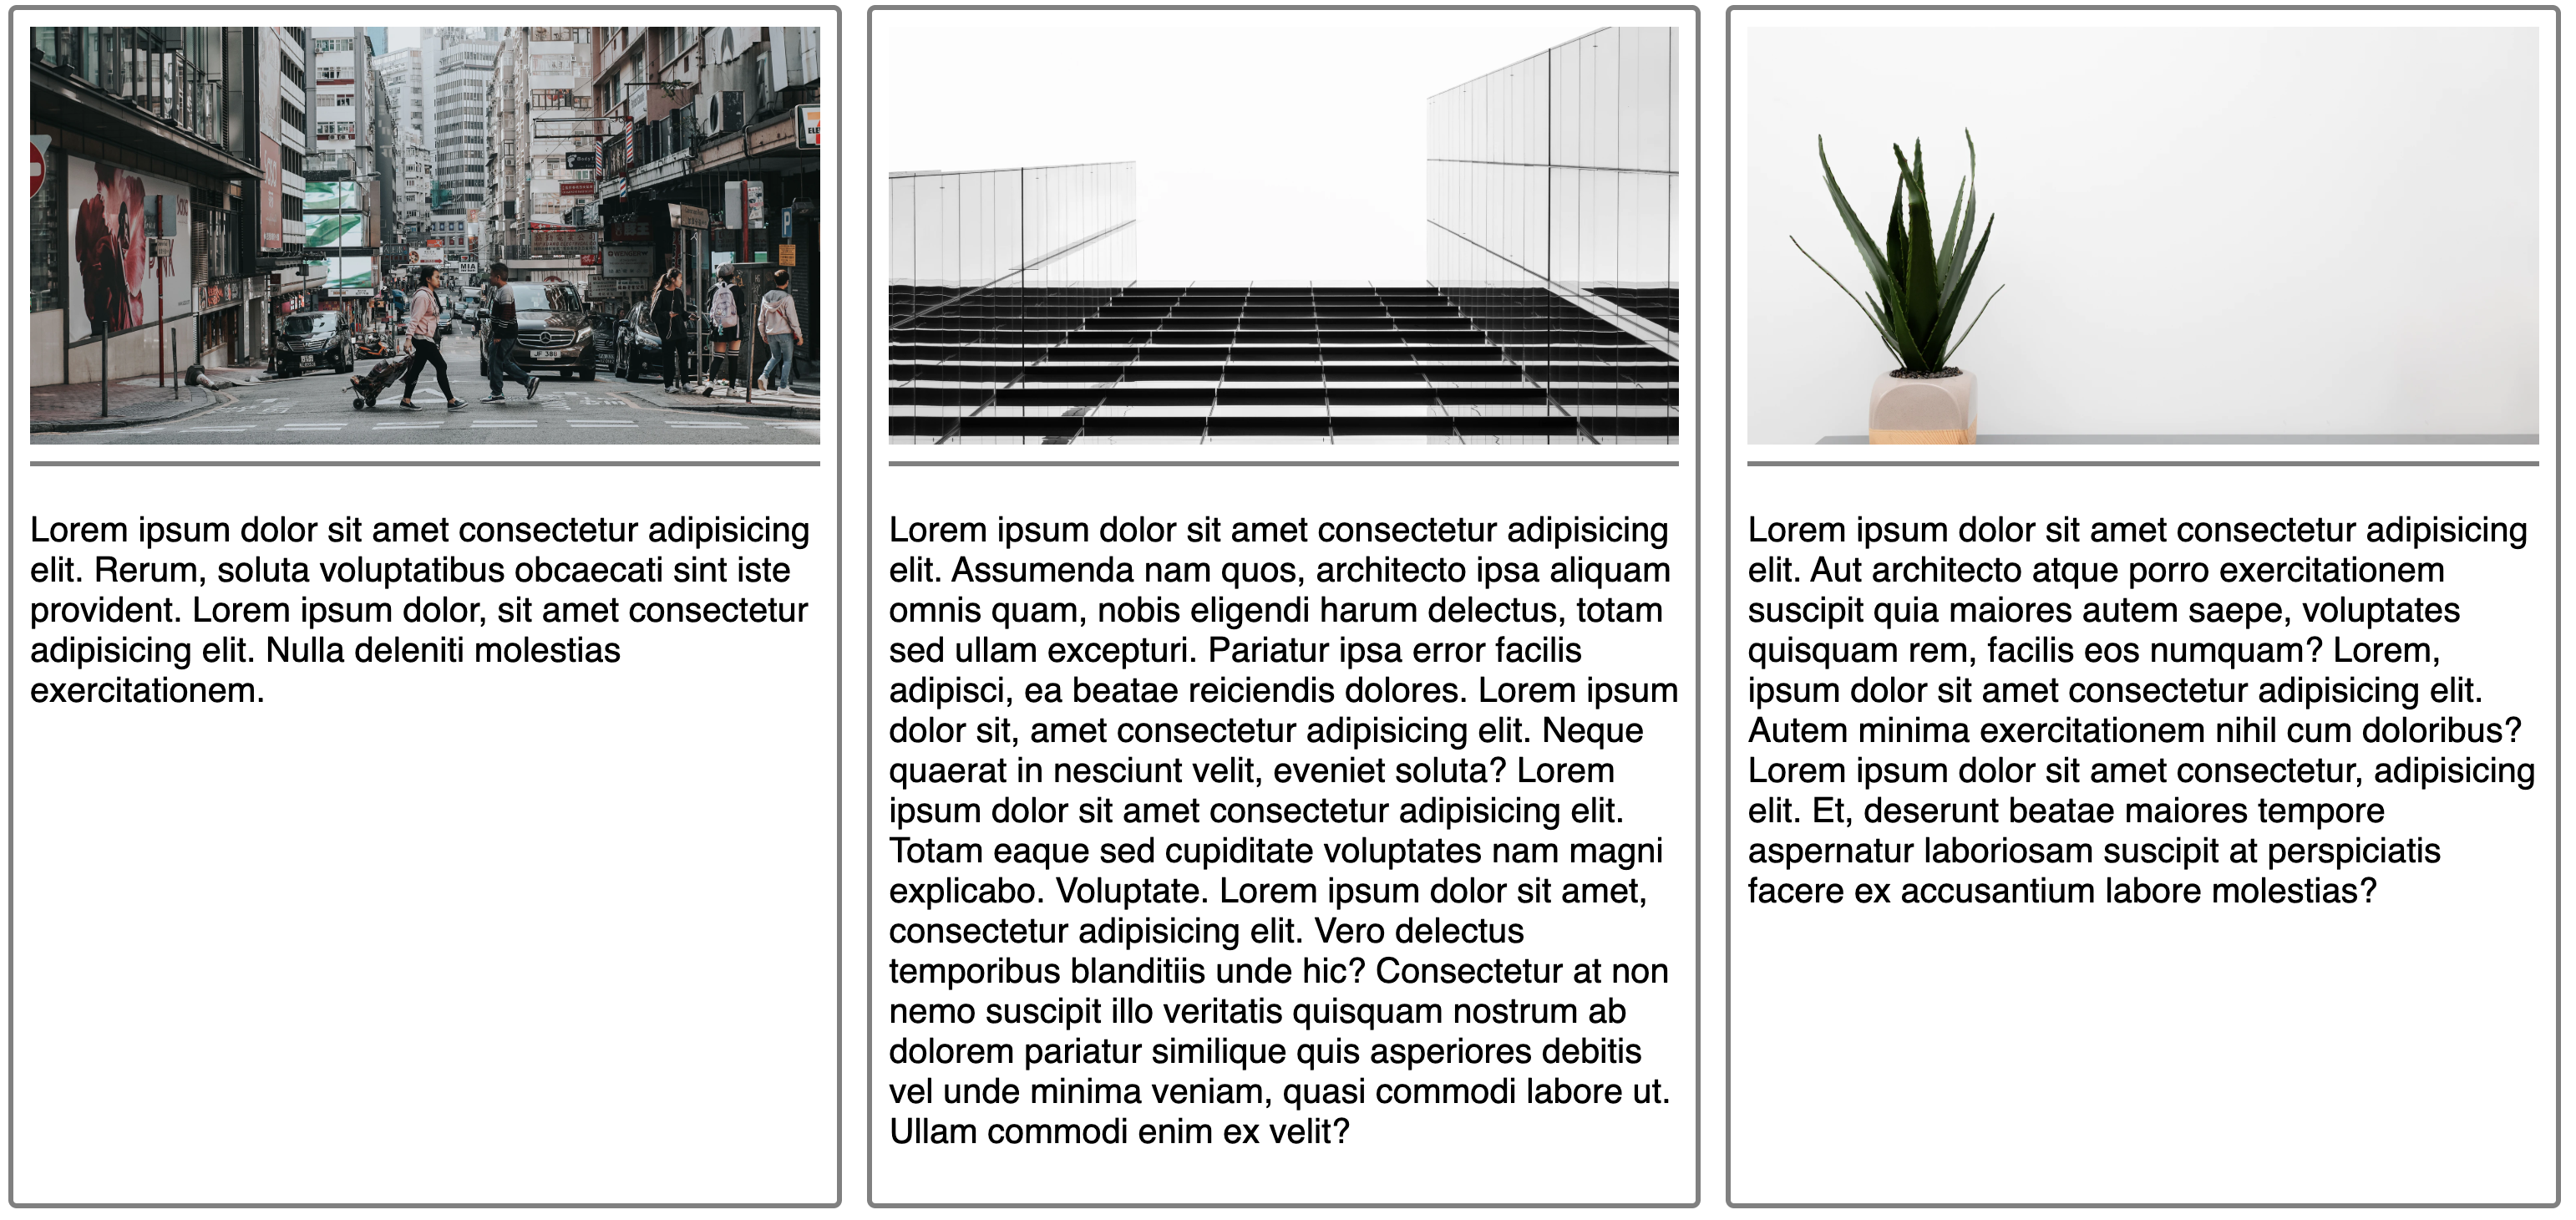 JF 386
MIA
P
Lorem ipsum dolor sit amet consectetur adipisicing
elit. Rerum, soluta voluptatibus obcaecati sint iste
provident. Lorem ipsum dolor, sit amet consectetur
adipisicing elit. Nulla deleniti molestias
exercitationem.
Lorem ipsum dolor sit amet consectetur adipisicing
elit. Assumenda nam quos, architecto ipsa aliquam
omnis quam, nobis eligendi harum delectus, totam
sed ullam excepturi. Pariatur ipsa error facilis
adipisci, ea beatae reiciendis dolores. Lorem ipsum
dolor sit, amet consectetur adipisicing elit. Neque
quaerat in nesciunt velit, eveniet soluta? Lorem
ipsum dolor sit amet consectetur adipisicing elit.
Totam eaque sed cupiditate voluptates nam magni
explicabo. Voluptate. Lorem ipsum dolor sit amet,
consectetur adipisicing elit. Vero delectus
temporibus blanditiis unde hic? Consectetur at non
nemo suscipit illo veritatis quisquam nostrum ab
dolorem pariatur similique quis asperiores debitis
vel unde minima veniam, quasi commodi labore ut.
Ullam commodi enim ex velit?
Lorem ipsum dolor sit amet consectetur adipisicing
elit. Aut architecto atque porro exercitationem
suscipit quia maiores autem saepe, voluptates
quisquam rem, facilis eos numquam? Lorem,
ipsum dolor sit amet consectetur adipisicing elit.
Autem minima exercitationem nihil cum doloribus?
Lorem ipsum dolor sit amet consectetur, adipisicing
elit. Et, deserunt beatae maiores tempore
aspernatur laboriosam suscipit at perspiciatis
facere ex accusantium labore molestias?